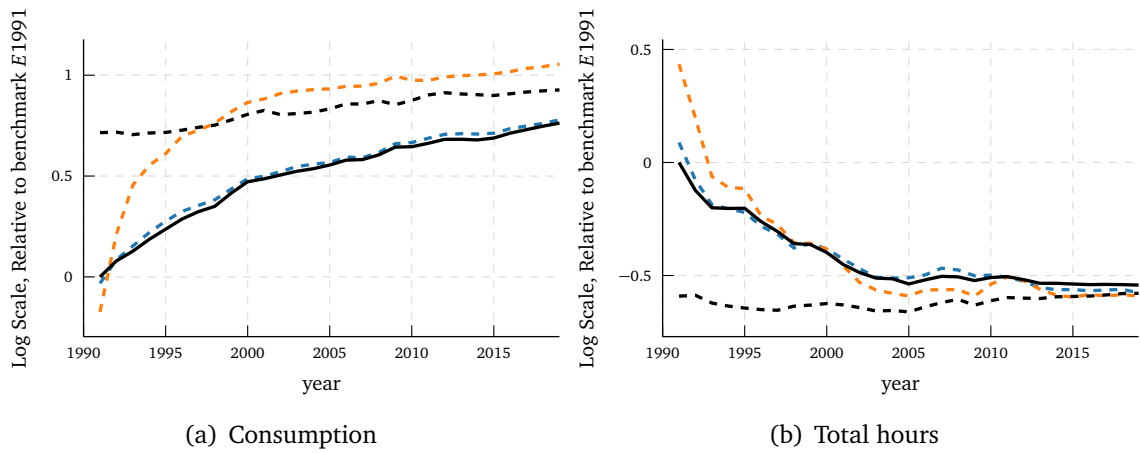 Log Scale, Relative to benchmark E1991
1
0.5
0
1990 1995 2000 2005 2010 2015
year
(a) Consumption
Log Scale, Relative to benchmark E1991
0.5
0
−0.5
1990 1995 2000 2005 2010 2015
year
(b) Total hours